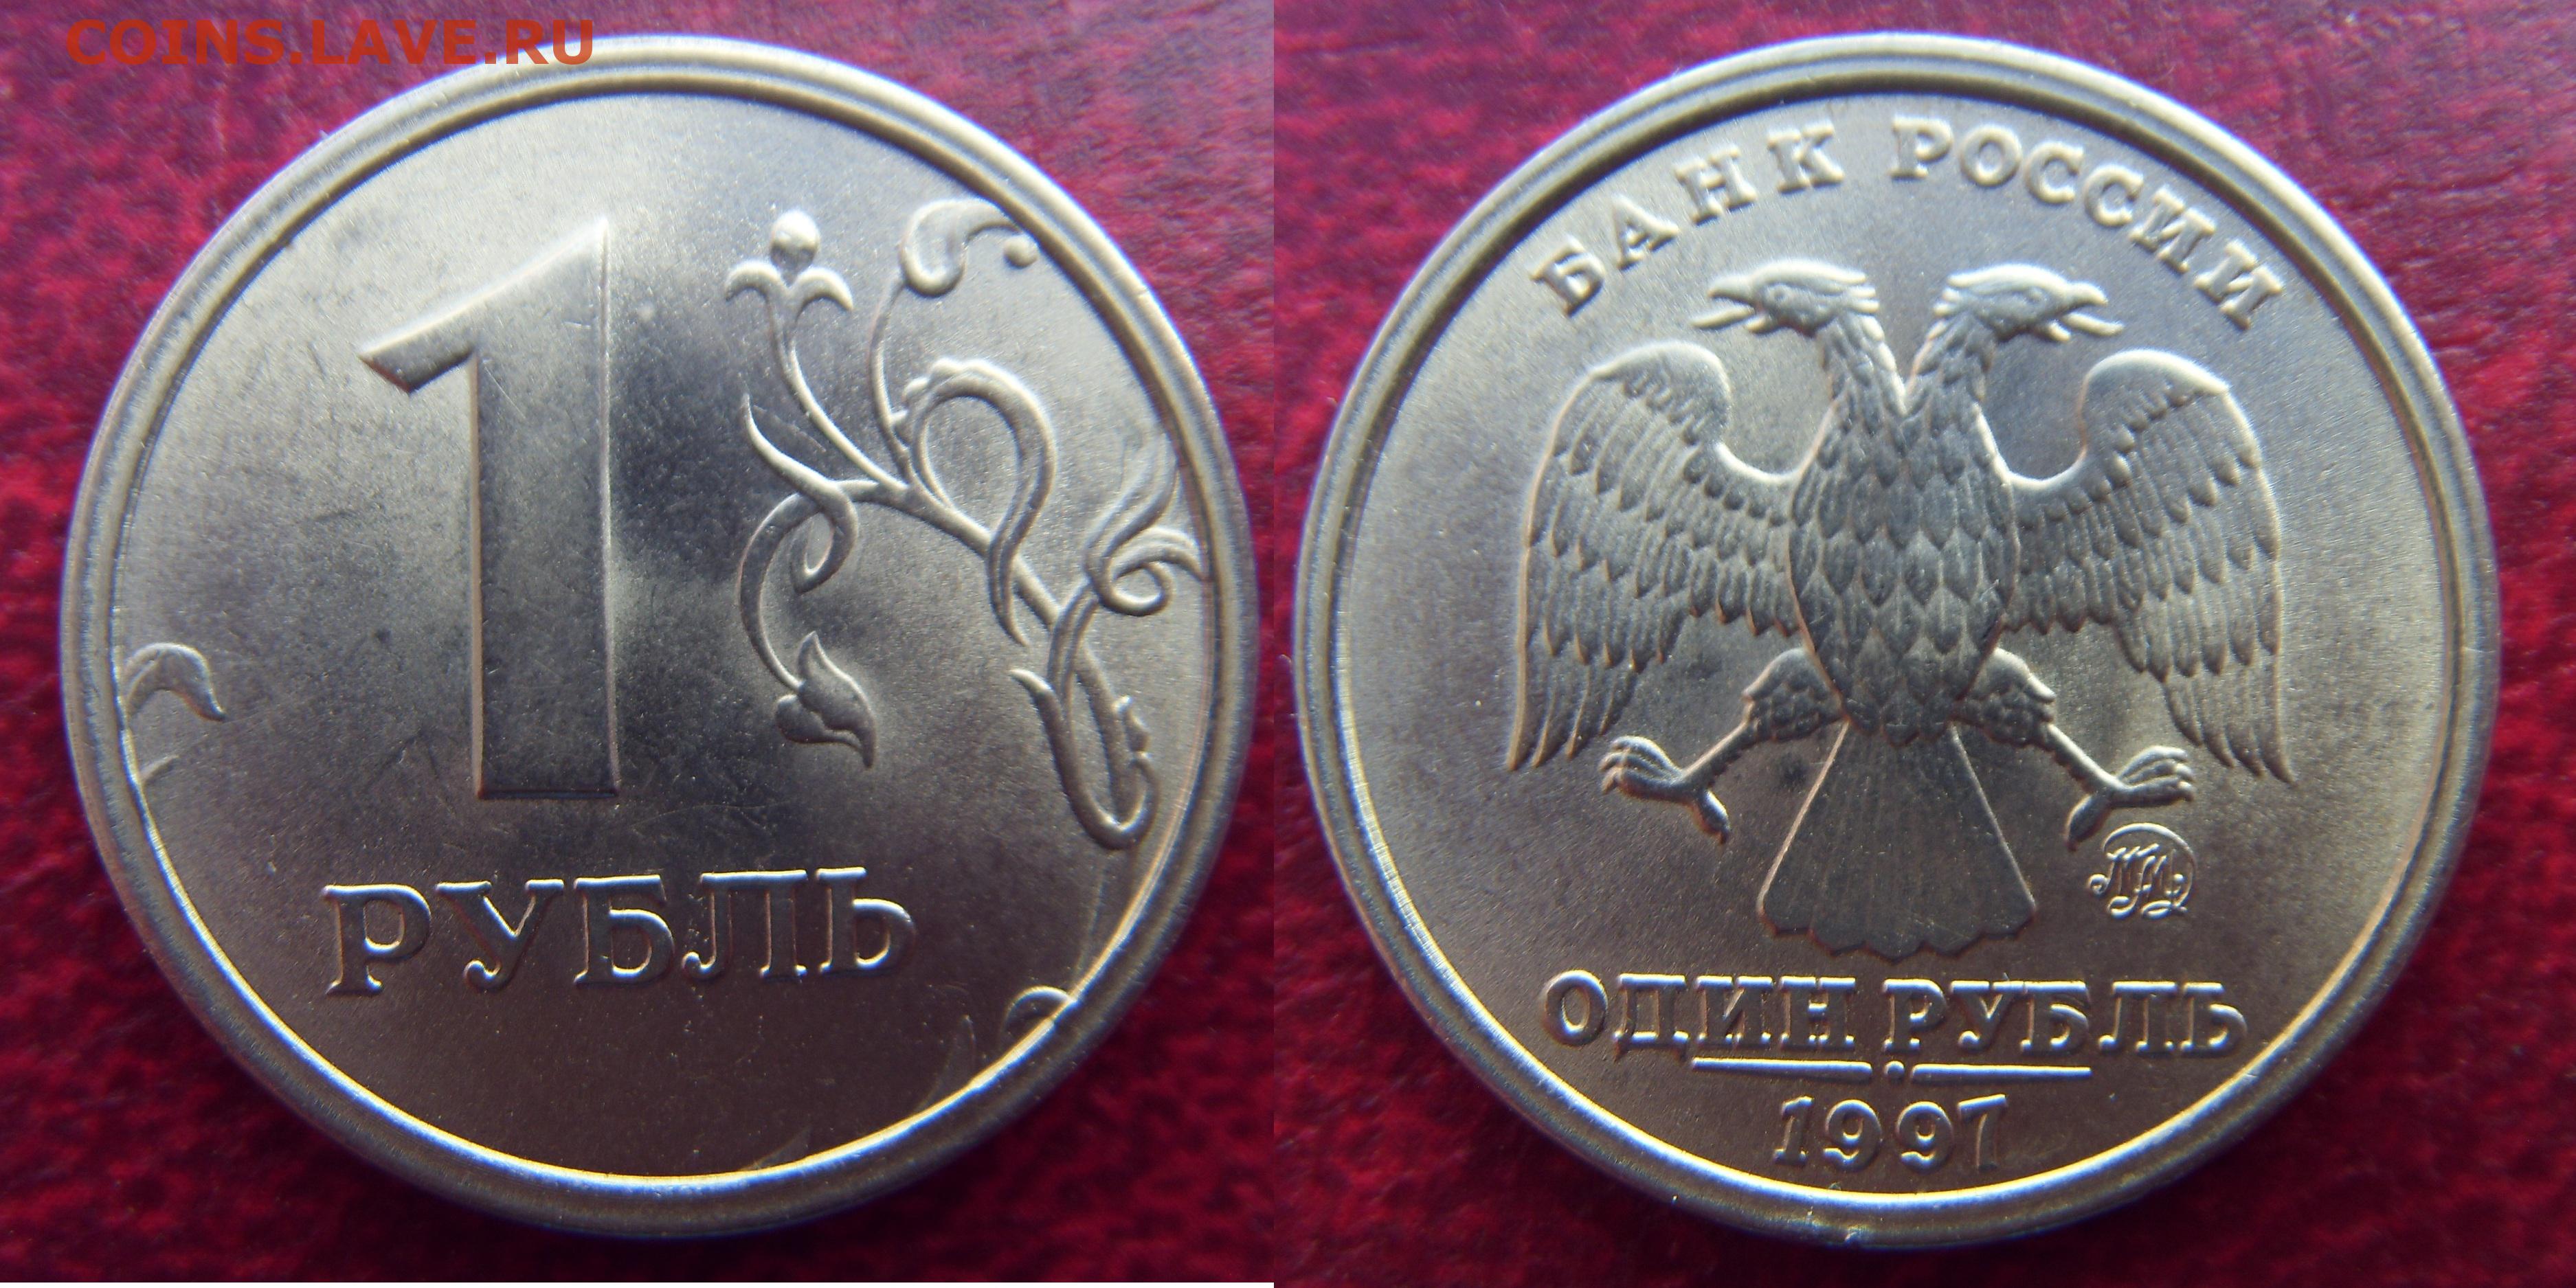 COINS.LAVE.RU
1
РУБЛЬ
БАНК РОССИИ
ММД
ОДИН РУБЛЬ
1997